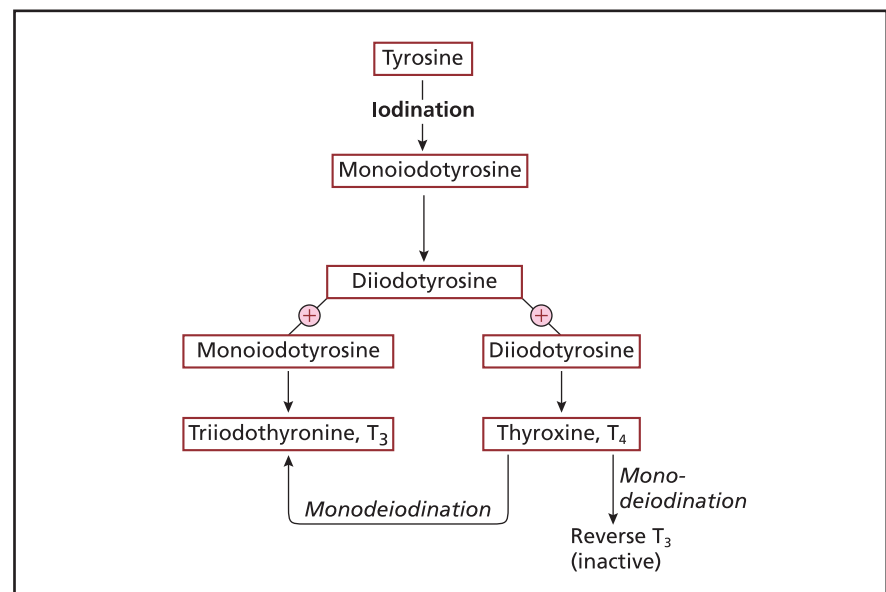 Tyrosine
Iodination
Monoiodotyrosine
Diiodotyrosine
+
+
Monoiodotyrosine
Diiodotyrosine
Triiodothyronine, T₃
Thyroxine, T₄
Monodeiodination
Mono-
deiodination
Reverse T₃
(inactive)